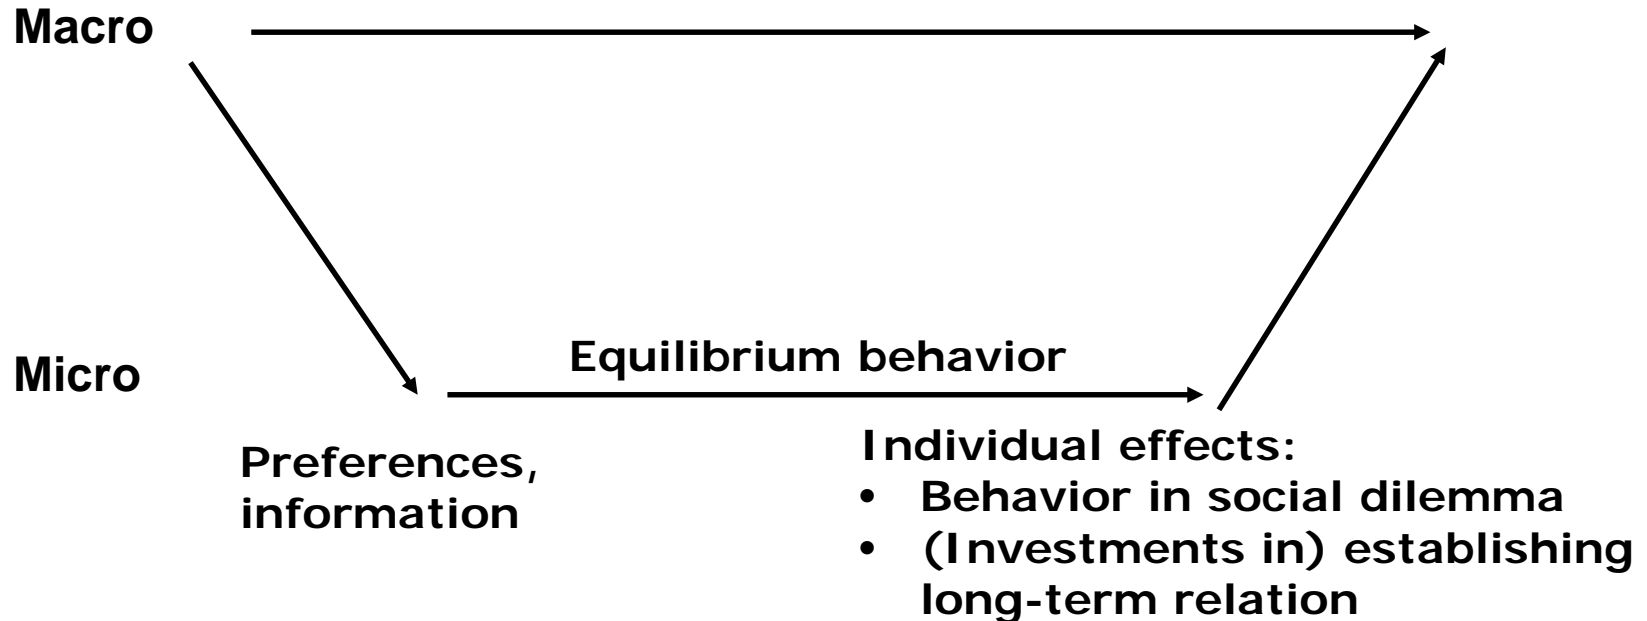 Macro
Micro
Equilibrium behavior
Preferences,
information
Individual effects:
• Behavior in social dilemma
• (Investments in) establishing
long-term relation